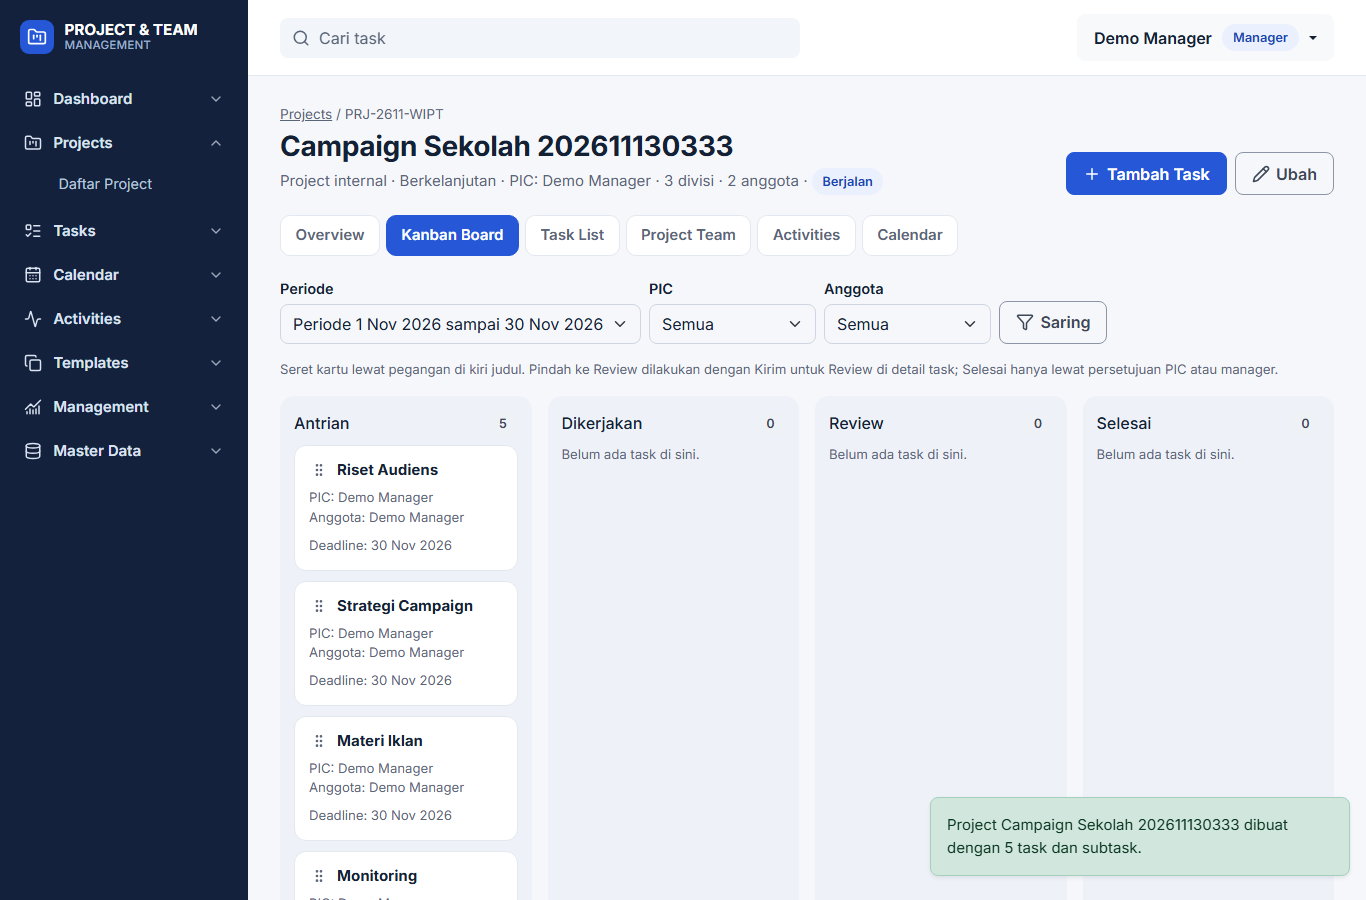 PROJECT & TEAM
MANAGEMENT
Dashboard
Projects
Daftar Project
Tasks
Calendar
Activities
Templates
Management
Master Data
Cari task
Demo Manager
Manager
Projects / PRJ-2611-WIPT
Campaign Sekolah 202611130333
Project internal · Berkelanjutan · PIC: Demo Manager · 3 divisi · 2 anggota ·
Berjalan
Tambah Task
Ubah
Overview
Kanban Board
Task List
Project Team
Activities
Calendar
Periode
PIC
Anggota
Periode 1 Nov 2026 sampai 30 Nov 2026
Semua
Semua
Saring
Seret kartu lewat pegangan di kiri judul. Pindah ke Review dilakukan dengan Kirim untuk Review di detail task; Selesai hanya lewat persetujuan PIC atau manager.
Antrian
5
Riset Audiens
PIC: Demo Manager
Anggota: Demo Manager
Deadline: 30 Nov 2026
Strategi Campaign
PIC: Demo Manager
Anggota: Demo Manager
Deadline: 30 Nov 2026
Materi Iklan
PIC: Demo Manager
Anggota: Demo Manager
Deadline: 30 Nov 2026
Monitoring
Dikerjakan
0
Belum ada task di sini.
Review
0
Belum ada task di sini.
Selesai
0
Belum ada task di sini.
Project Campaign Sekolah 202611130333 dibuat
dengan 5 task dan subtask.